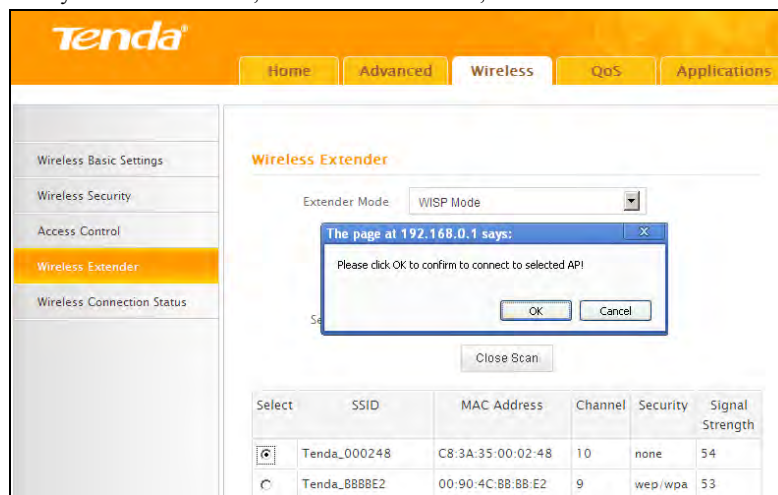 Tenda
Home Advanced Wireless QoS Applications
Wireless Basic Settings
Wireless Security
Access Control
Wireless Extender
Wireless Connection Status
Wireless Extender
Extender Mode WISP Mode
The page at 192.168.0.1 says: X
Please click OK to confirm to connect to selected AP!
OK Cancel
Close Scan
Select SSID MAC Address Channel Security Signal Strength
Tenda_000248 C8:3A:35:00:02:48 10 none 54
Tenda_BBBBE2 00:90:4C:BB:BB:E2 9 wep/wpa 53